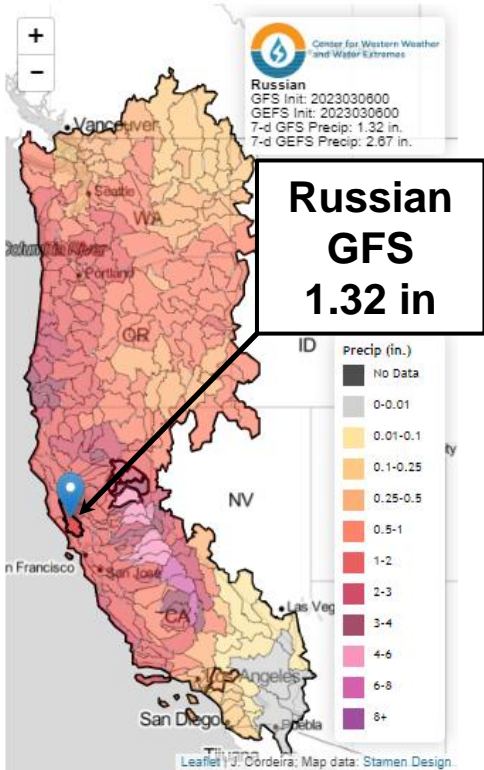 +
−
Center for Western Weather
and Water Extremes
Russian
GFS Init: 2023030600
GEFS Init: 2023030600
7-d GFS Precip: 1.32 in.
7-d GEFS Precip: 2.67 in.
Vancouver
Seattle
WA
Columbia River
Portland
OR
ID
Russian
GFS
1.32 in
Precip (in.)
No Data
0-0.01
0.01-0.1
0.1-0.25
0.25-0.5
0.5-1
1-2
2-3
3-4
4-6
6-8
8+
ty
NV
n Francisco
San José
Las Veg
CA
Los Angeles
San Diego
Puebla
Tijuana
Leaflet | J. Cordeira; Map data: Stamen Design